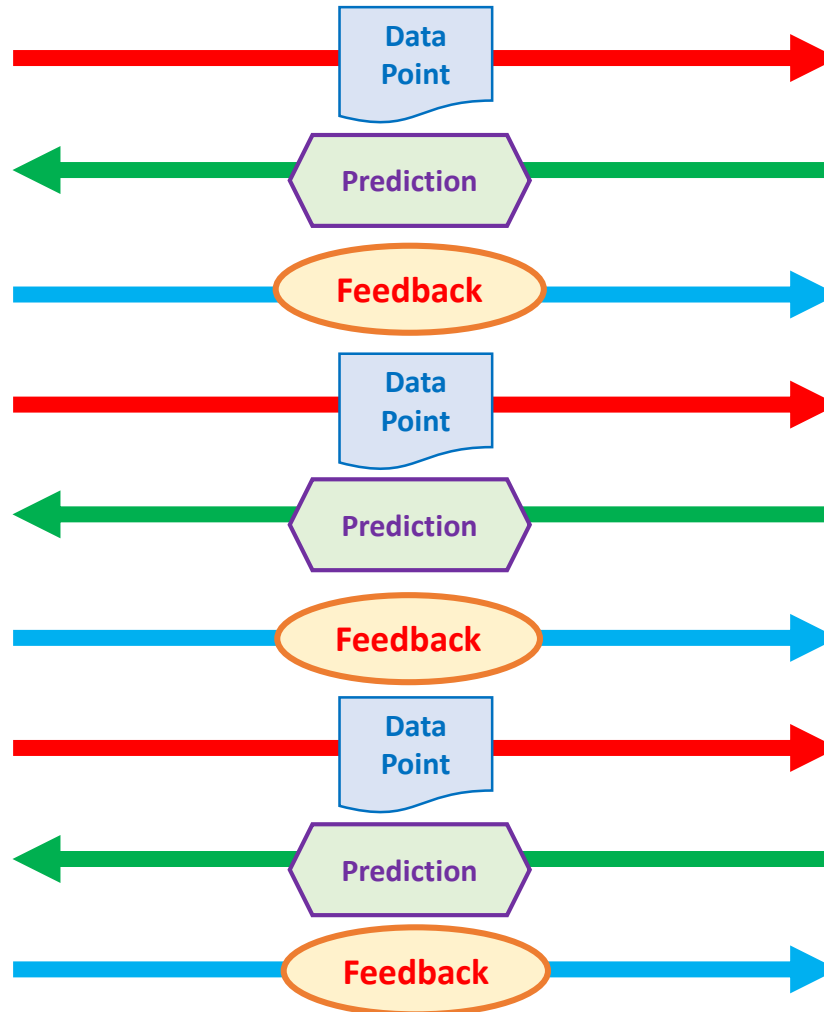 Data
Point
Prediction
Feedback
Data
Point
Prediction
Feedback
Data
Point
Prediction
Feedback